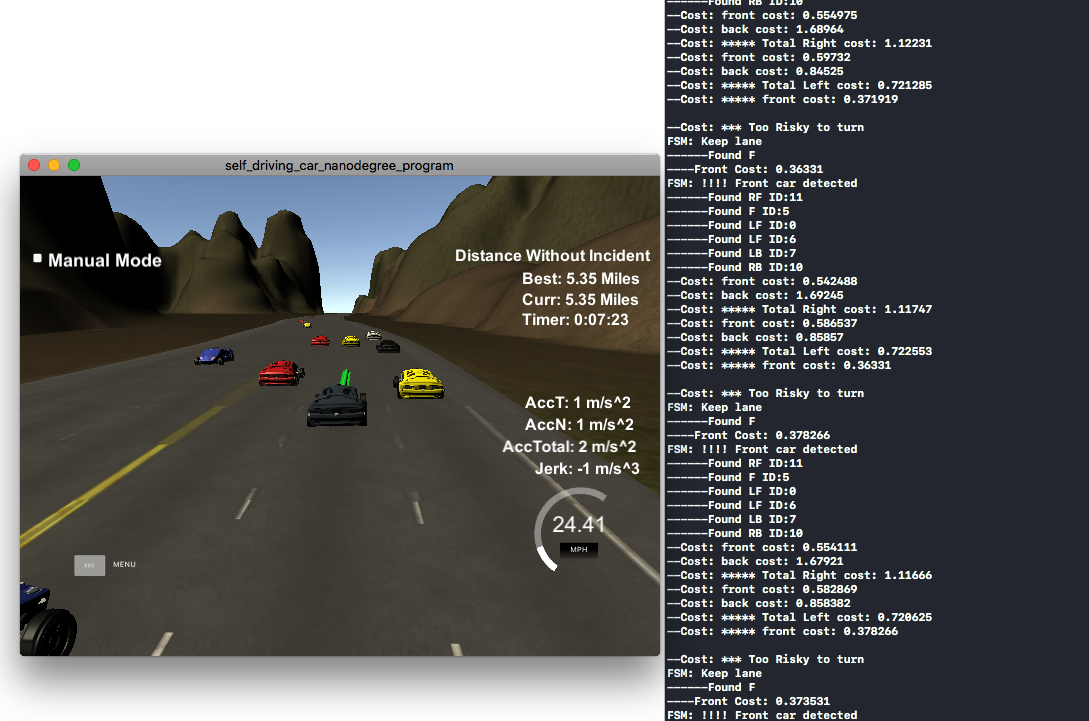 self_driving_car_nanodegree_program
Manual Mode
Distance Without Incident
Best: 5.35 Miles
Curr: 5.35 Miles
Timer: 0:07:23
AccT: 1 m/s^2
AccN: 1 m/s^2
AccTotal: 2 m/s^2
Jerk: -1 m/s^3
24.41
MPH
ESC MENU
------Found RB ID:10
--Cost: front cost: 0.554975
--Cost: back cost: 1.68964
--Cost: ***** Total Right cost: 1.12231
--Cost: front cost: 0.59732
--Cost: back cost: 0.84525
--Cost: ***** Total Left cost: 0.721285
--Cost: ***** front cost: 0.371919
--Cost: *** Too Risky to turn
FSM: Keep lane
------Found F
----Front Cost: 0.36331
FSM: !!!! Front car detected
------Found RF ID:11
------Found F ID:5
------Found LF ID:0
------Found LF ID:6
------Found LB ID:7
------Found RB ID:10
--Cost: front cost: 0.542488
--Cost: back cost: 1.69245
--Cost: ***** Total Right cost: 1.11747
--Cost: front cost: 0.586537
--Cost: back cost: 0.85857
--Cost: ***** Total Left cost: 0.722553
--Cost: ***** front cost: 0.36331
--Cost: *** Too Risky to turn
FSM: Keep lane
------Found F
----Front Cost: 0.378266
FSM: !!!! Front car detected
------Found RF ID:11
------Found F ID:5
------Found LF ID:0
------Found LF ID:6
------Found LB ID:7
------Found RB ID:10
--Cost: front cost: 0.554111
--Cost: back cost: 1.67921
--Cost: ***** Total Right cost: 1.11666
--Cost: front cost: 0.582869
--Cost: back cost: 0.858382
--Cost: ***** Total Left cost: 0.720625
--Cost: ***** front cost: 0.378266
--Cost: *** Too Risky to turn
FSM: Keep lane
------Found F
----Front Cost: 0.373531
FSM: !!!! Front car detected